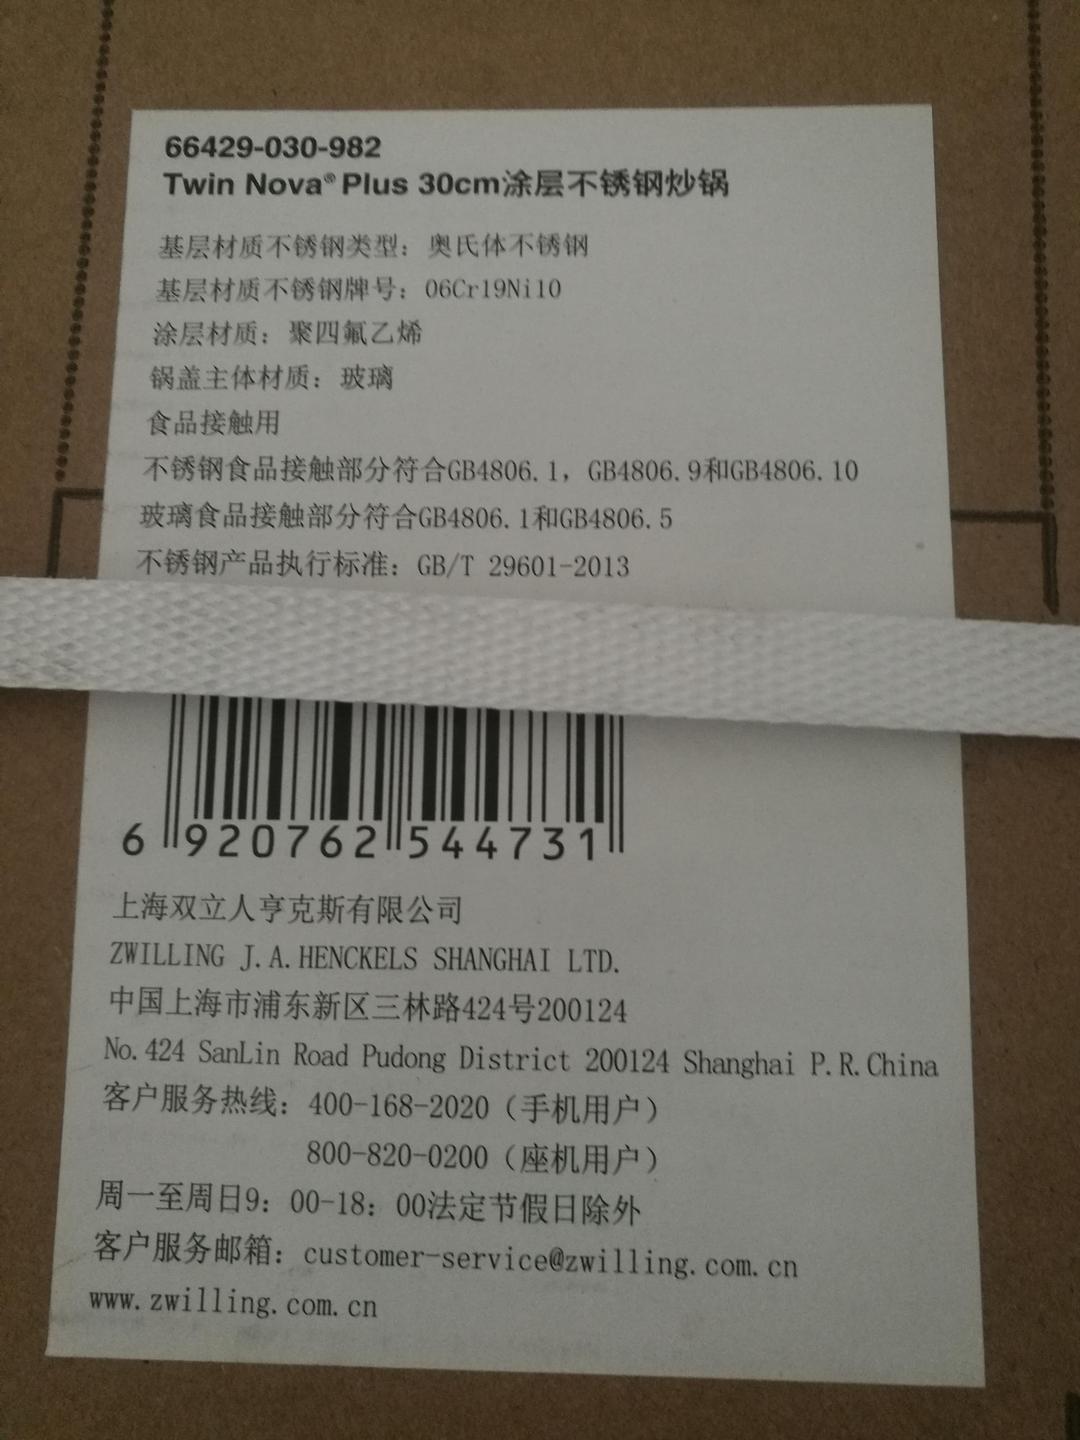 66429-030-982
Twin Nova® Plus 30cm涂层不锈钢炒锅
基层材质不锈钢类型：奥氏体不锈钢
基层材质不锈钢牌号：06Cr19Ni10
涂层材质：聚四氟乙烯
锅盖主体材质：玻璃
食品接触用
不锈钢食品接触部分符合GB4806.1，GB4806.9和GB4806.10
玻璃食品接触部分符合GB4806.1和GB4806.5
不锈钢产品执行标准：GB/T 29601-2013
6 920762 544731
上海双立人亨克斯有限公司
ZWILLING J.A.HENCKELS SHANGHAI LTD.
中国上海市浦东新区三林路424号200124
No.424 SanLin Road Pudong District 200124 Shanghai P.R.China
客户服务热线：400-168-2020（手机用户）
800-820-0200（座机用户）
周一至周日9：00-18：00法定节假日除外
客户服务邮箱：customer-service@zwilling.com.cn
www.zwilling.com.cn